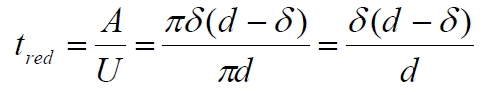 t_red = A/U = πδ(d − δ)/πd = δ(d − δ)/d